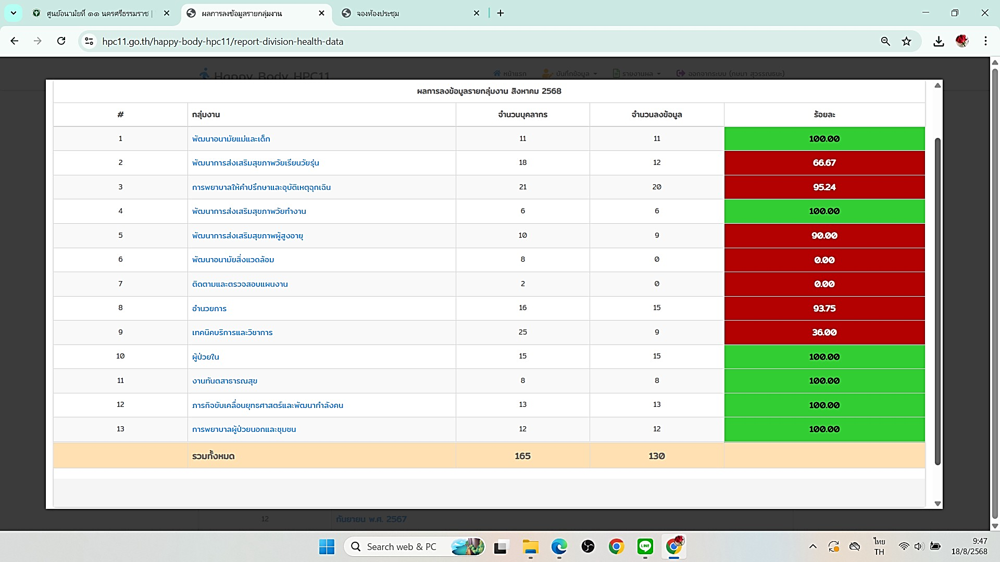 ศูนย์อนามัยที่ ๑๑ นครศรีธรรมราช |
ผลการลงข้อมูลรายกลุ่มงาน
จองห้องประชุม
hpc11.go.th/happy-body-hpc11/report-division-health-data
Happy Body HPC11
หน้าแรก
บันทึกข้อมูล
รายงานผล
ออกจากระบบ (กษมา สุวรรณธนะ)
ผลการลงข้อมูลรายกลุ่มงาน สิงหาคม 2568
# กลุ่มงาน จำนวนบุคลากร จำนวนลงข้อมูล ร้อยละ
1 พัฒนาอนามัยแม่และเด็ก 11 11 100.00
2 พัฒนาการส่งเสริมสุขภาพวัยเรียนวัยรุ่น 18 12 66.67
3 การพยาบาลให้คำปรึกษาและอุบัติเหตุฉุกเฉิน 21 20 95.24
4 พัฒนาการส่งเสริมสุขภาพวัยทำงาน 6 6 100.00
5 พัฒนาการส่งเสริมสุขภาพผู้สูงอายุ 10 9 90.00
6 พัฒนาอนามัยสิ่งแวดล้อม 8 0 0.00
7 ติดตามและตรวจสอบแผนงาน 2 0 0.00
8 อำนวยการ 16 15 93.75
9 เทคนิคบริการและวิชาการ 25 9 36.00
10 ผู้ป่วยใน 15 15 100.00
11 งานทันตสาธารณสุข 8 8 100.00
12 ภารกิจขับเคลื่อนยุทธศาสตร์และพัฒนากำลังคน 13 13 100.00
13 การพยาบาลผู้ป่วยนอกและชุมชน 12 12 100.00
รวมทั้งหมด 165 130
12 กันยายน พ.ศ. 2567
Search web & PC
LINE
ไทย
TH
9:47
18/8/2568